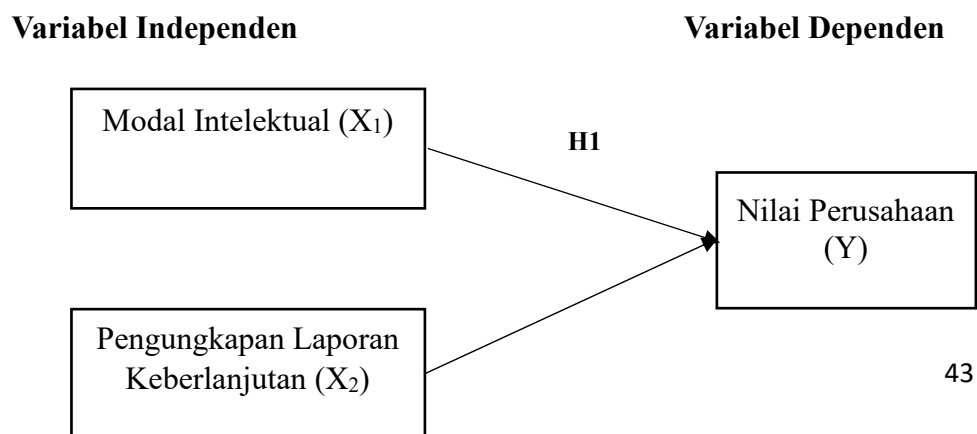 Variabel Independen
Variabel Dependen
Modal Intelektual (X₁)
H1
Nilai Perusahaan
(Y)
Pengungkapan Laporan
Keberlanjutan (X₂)
43